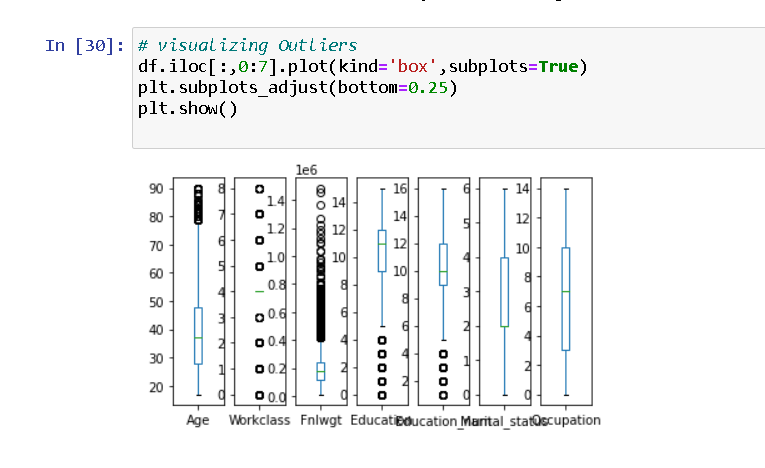 In [30]: # visualizing Outliers
df.iloc[:,0:7].plot(kind='box',subplots=True)
plt.subplots_adjust(bottom=0.25)
plt.show()
1e6
90 8 1.4 14 16 6 14
80 7 1.2 12 14 5 12
70 6 1.0 10 12 4 10
60 5 0.8 8 10 3 8
50 4 0.6 6 8 2 6
40 3 0.4 4 6 1 4
30 2 0.2 2 4 0 2
20 1 0.0 0 2 0
0
Age Workclass Fnlwgt Education Education_Num Marital_status Occupation